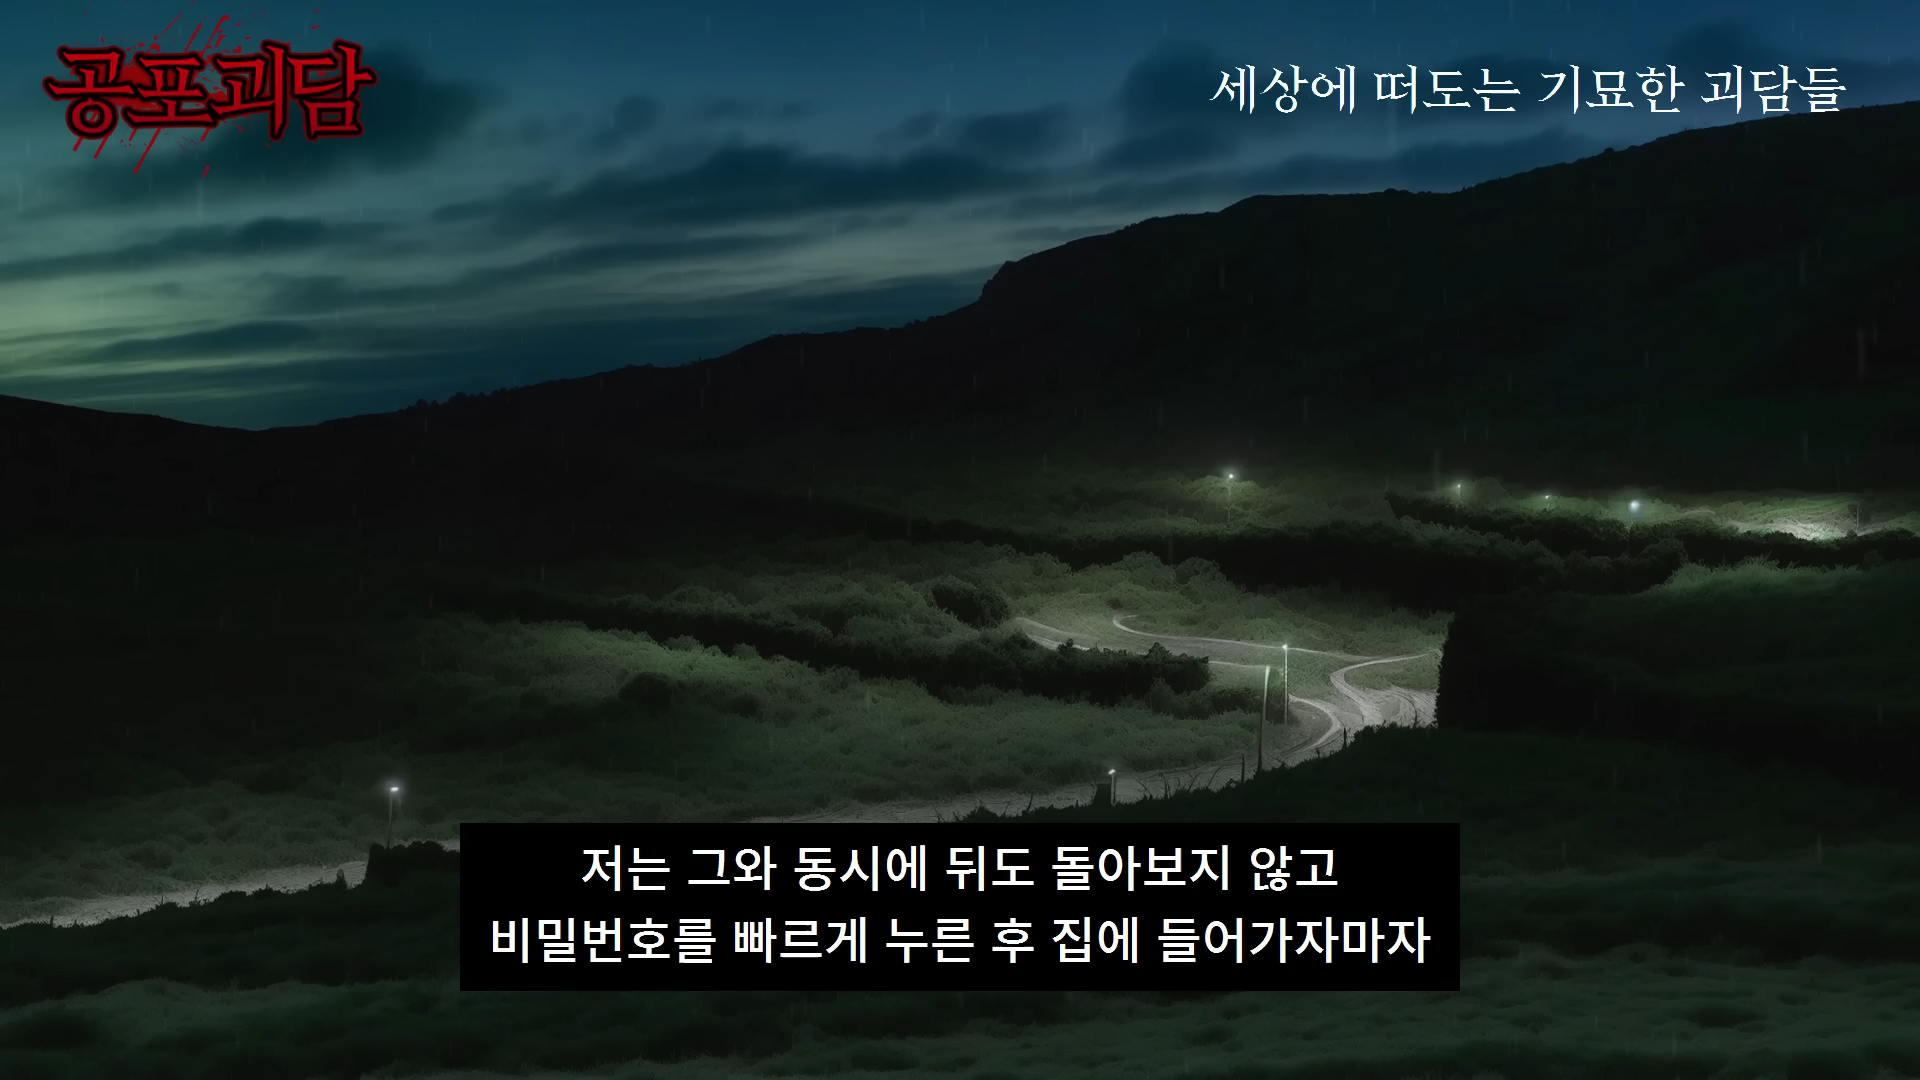 공포괴담
세상에 떠도는 기묘한 괴담들
저는 그와 동시에 뒤도 돌아보지 않고
비밀번호를 빠르게 누른 후 집에 들어가자마자